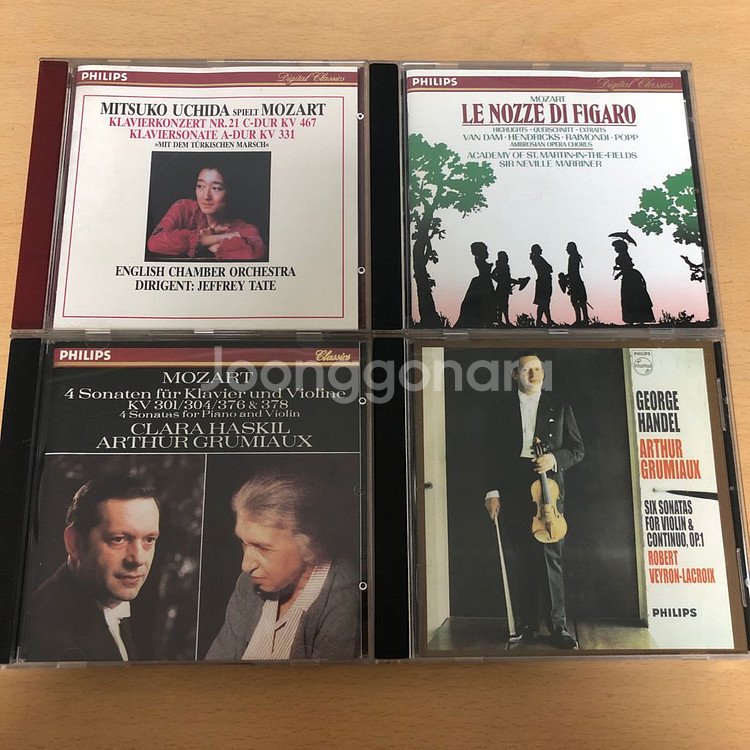 PHILIPS
Digital Classics
MITSUKO UCHIDA SPIELT MOZART
KLAVIERKONZERT NR.21 C-DUR KV 467
KLAVIERSONATE A-DUR KV 331
»MIT DEM TÜRKISCHEN MARSCH«
ENGLISH CHAMBER ORCHESTRA
DIRIGENT: JEFFREY TATE
PHILIPS
Digital Classics
MOZART
LE NOZZE DI FIGARO
HIGHLIGHTS · QUERSCHNITT · EXTRAITS
VAN DAM · HENDRICKS · RAIMONDI · POPP
AMBROSIAN OPERA CHORUS
ACADEMY OF ST. MARTIN-IN-THE-FIELDS
SIR NEVILLE MARRINER
joonggonara
PHILIPS
Classics
MOZART
4 Sonaten für Klavier und Violine
KV 301/304/376 & 378
4 Sonatas for Piano and Violin
CLARA HASKIL
ARTHUR GRUMIAUX
PHILIPS
GEORGE
HANDEL
ARTHUR
GRUMIAUX
SIX SONATAS
FOR VIOLIN &
CONTINUO, OP.1
ROBERT
VEYRON-LACROIX
PHILIPS